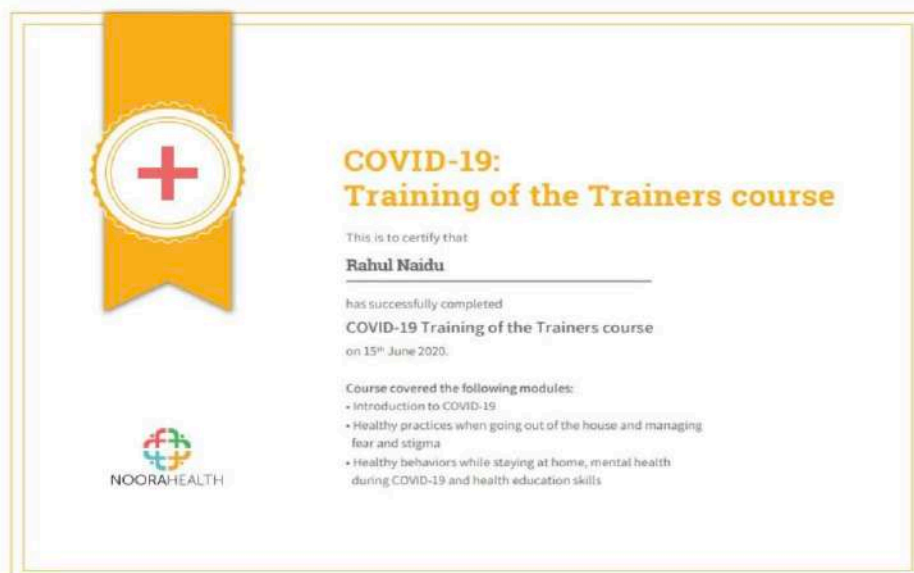 COVID-19:
Training of the Trainers course
This is to certify that
Rahul Naidu
has successfully completed
COVID-19 Training of the Trainers course
on 15th June 2020.
Course covered the following modules:
• Introduction to COVID-19
• Healthy practices when going out of the house and managing
fear and stigma
• Healthy behaviors while staying at home, mental health
during COVID-19 and health education skills
NOORAHEALTH